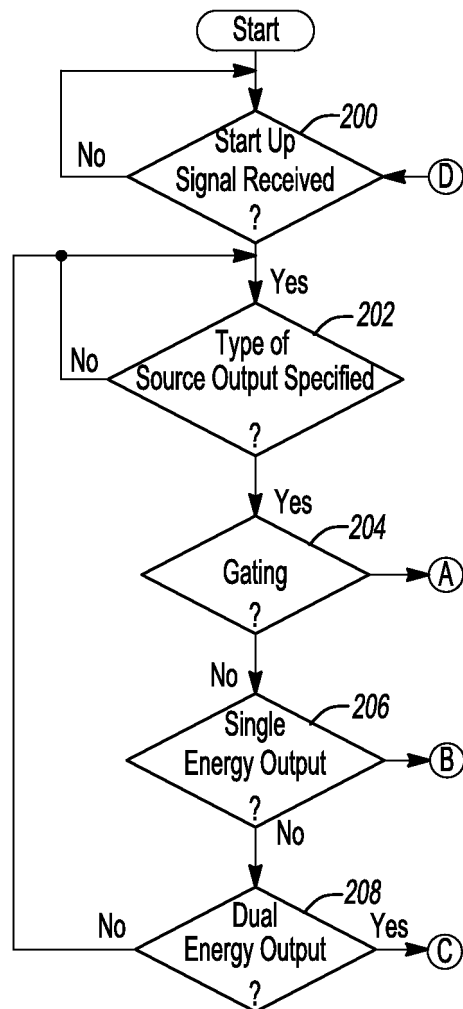 Start
200
Start Up
No
Signal Received
D
?
Yes
202
Type of
No
Source Output Specified
?
Yes
204
Gating
A
?
No
206
Single
Energy Output
B
?
No
208
No
Dual
Yes
Energy Output
C
?